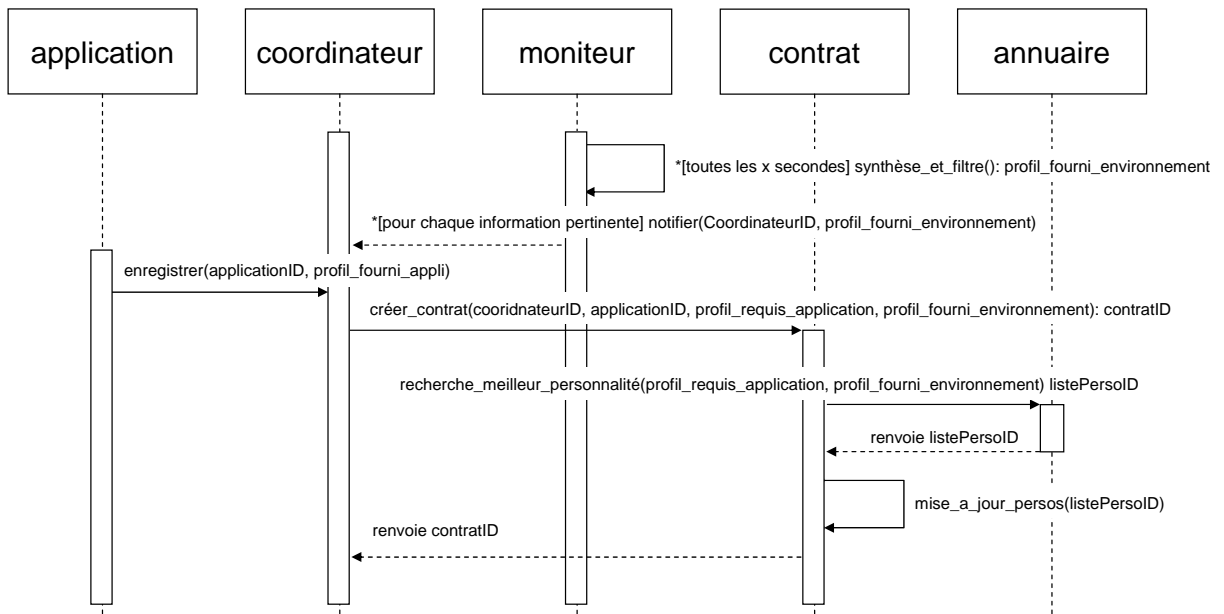 application
coordinateur
moniteur
contrat
annuaire
*[toutes les x secondes] synthèse_et_filtre(): profil_fourni_environnement
*[pour chaque information pertinente] notifier(CoordinateurID, profil_fourni_environnement)
enregistrer(applicationID, profil_fourni_appli)
créer_contrat(cooridnateurID, applicationID, profil_requis_application, profil_fourni_environnement): contratID
recherche_meilleur_personnalité(profil_requis_application, profil_fourni_environnement) listePersoID
renvoie listePersoID
mise_a_jour_persos(listePersoID)
renvoie contratID